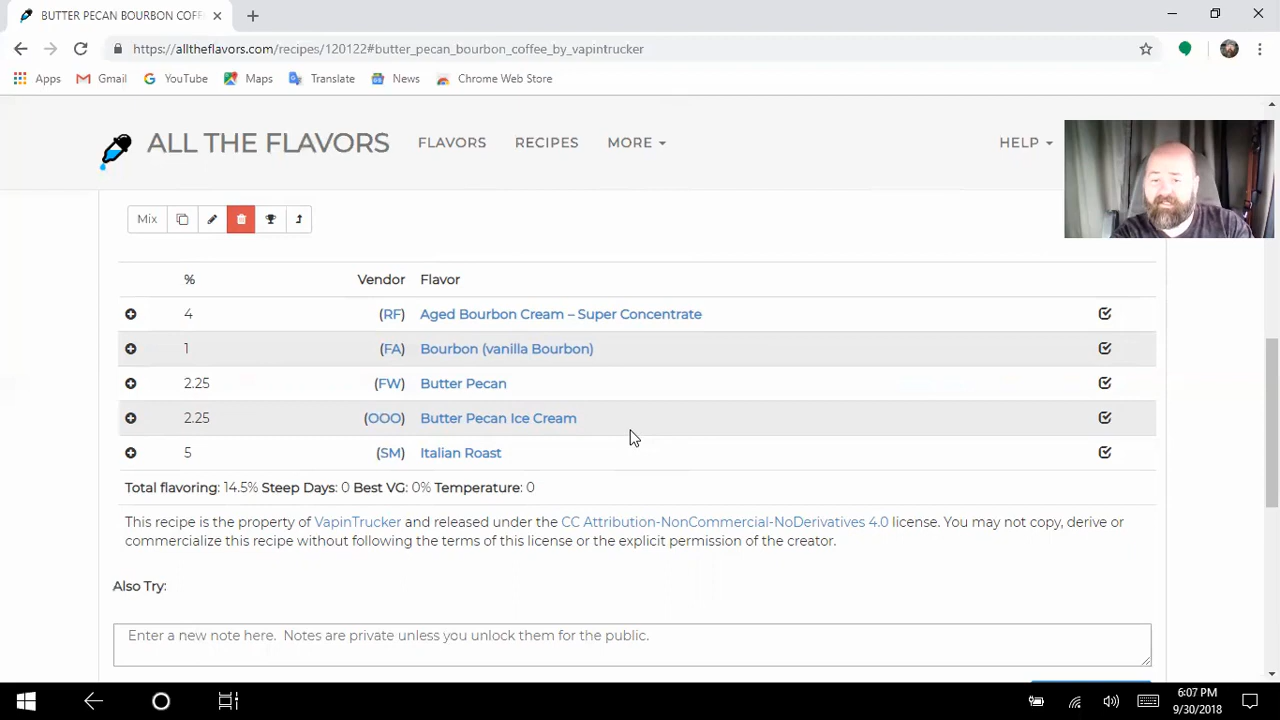 BUTTER PECAN BOURBON COFF
https://alltheflavors.com/recipes/120122#butter_pecan_bourbon_coffee_by_vapintrucker
Apps Gmail YouTube Maps Translate News Chrome Web Store
ALL THE FLAVORS FLAVORS RECIPES MORE HELP
Mix
% Vendor Flavor
4 (RF) Aged Bourbon Cream – Super Concentrate
1 (FA) Bourbon (vanilla Bourbon)
2.25 (FW) Butter Pecan
2.25 (OOO) Butter Pecan Ice Cream
5 (SM) Italian Roast
Total flavoring: 14.5% Steep Days: 0 Best VG: 0% Temperature: 0
This recipe is the property of VapinTrucker and released under the CC Attribution-NonCommercial-NoDerivatives 4.0 license. You may not copy, derive or
commercialize this recipe without following the terms of this license or the explicit permission of the creator.
Also Try:
Enter a new note here. Notes are private unless you unlock them for the public.
6:07 PM
9/30/2018